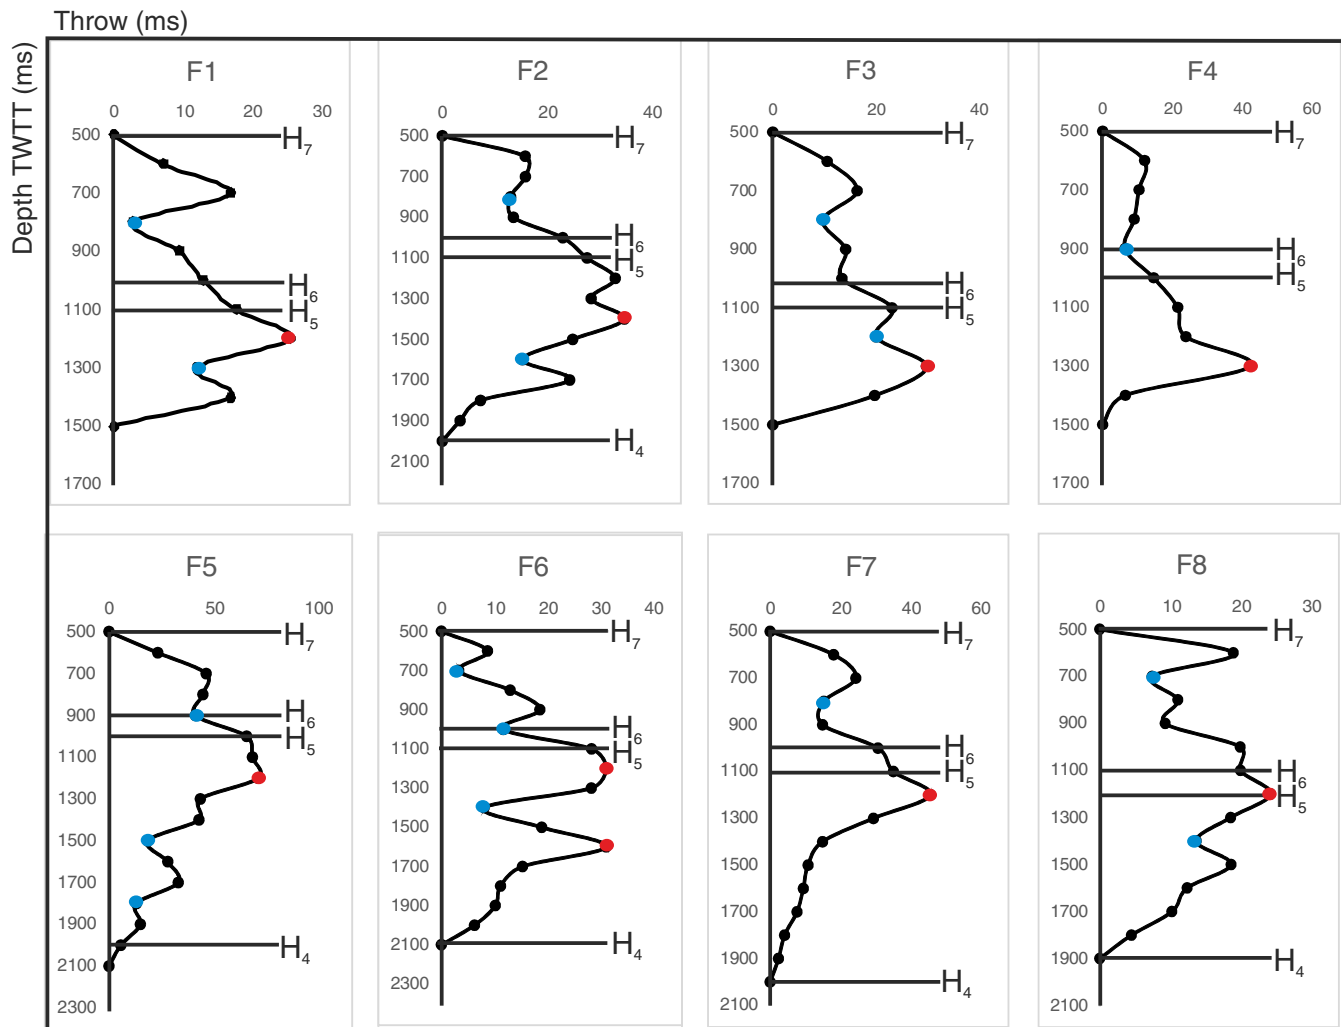 Throw (ms)
Depth TWTT (ms)
F1
0 10 20 30
500
700
900
1100
1300
1500
1700
H7
H6
H5
F2
0 20 40
500
700
900
1100
1300
1500
1700
1900
2100
H7
H6
H5
H4
F3
0 20 40
500
700
900
1100
1300
1500
1700
H7
H6
H5
F4
0 20 40 60
500
700
900
1100
1300
1500
1700
H7
H6
H5
F5
0 50 100
500
700
900
1100
1300
1500
1700
1900
2100
2300
H7
H6
H5
H4
F6
0 10 20 30 40
500
700
900
1100
1300
1500
1700
1900
2100
2300
H7
H6
H5
H4
F7
0 20 40 60
500
700
900
1100
1300
1500
1700
1900
2100
H7
H6
H5
H4
F8
0 10 20 30
500
700
900
1100
1300
1500
1700
1900
2100
H7
H6
H5
H4